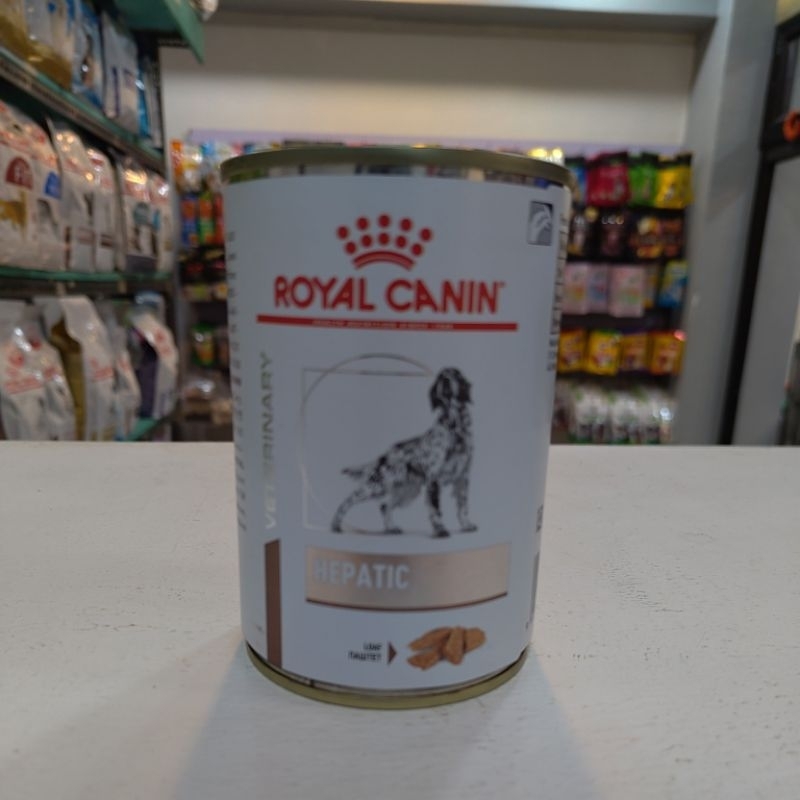 ROYAL CANIN
VETERINARY
HEPATIC
LOAF
ПАШТЕТ